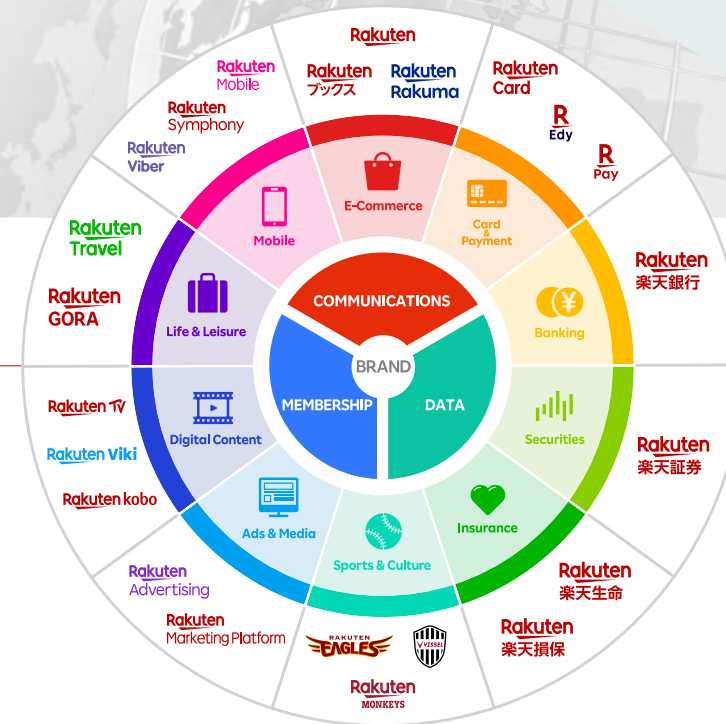 Rakuten
Rakuten
ブックス
Rakuten
Rakuma
Rakuten
Card
R
Edy
R
Pay
Rakuten
Mobile
Rakuten
Symphony
Rakuten
Viber
E-Commerce
Card
&
Payment
Mobile
Rakuten
Travel
Rakuten
GORA
Life & Leisure
Banking
Rakuten
楽天銀行
COMMUNICATIONS
BRAND
MEMBERSHIP
DATA
Rakuten TV
Rakuten Viki
Rakuten kobo
Digital Content
Securities
Rakuten
楽天証券
Ads & Media
Sports & Culture
Insurance
Rakuten
Advertising
Rakuten
Marketing Platform
Rakuten
楽天生命
Rakuten
楽天損保
RAKUTEN
EAGLES
VISSEL
Rakuten
MONKEYS